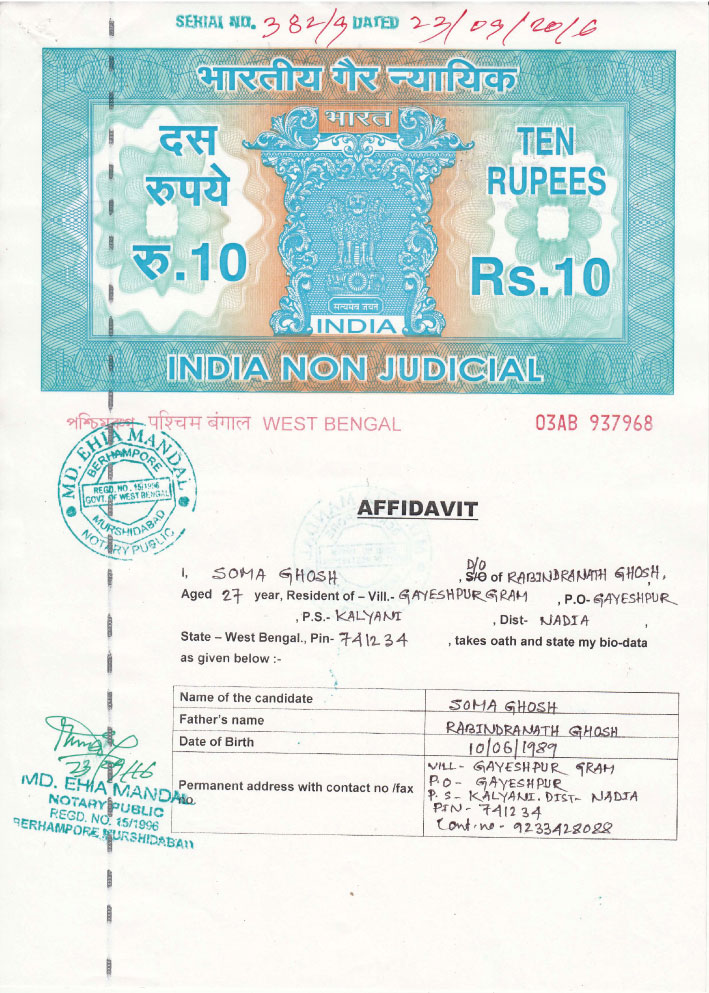 SERIAL NO. 382/9 DATED 23/09/2016
भारतीय गैर न्यायिक
भारत
दस
रुपये
रु.10
TEN
RUPEES
Rs.10
सत्यमेव जयते
INDIA
INDIA NON JUDICIAL
পশ্চিমবঙ্গ पश्चिम बंगाल WEST BENGAL 03AB 937968
MD. EHIA MANDAL
BERHAMPORE
REGD. NO. 15/1996
GOVT. OF WEST BENGAL
MURSHIDABAD
NOTARY PUBLIC
AFFIDAVIT
D/O
I, SOMA GHOSH , S/O of RABINDRANATH GHOSH,
Aged 27 year, Resident of – Vill.- GAYESHPUR GRAM , P.O- GAYESHPUR
, P.S.- KALYANI , Dist- NADIA ,
State – West Bengal., Pin- 741234 , takes oath and state my bio-data
as given below :-
Name of the candidate SOMA GHOSH
Father's name RABINDRANATH GHOSH
Date of Birth 10/06/1989
Permanent address with contact no /fax no
VILL- GAYESHPUR GRAM
P.O- GAYESHPUR
P.S- KALYANI. DIST- NADIA
PIN- 741234
Cont.no- 9233428088
MD. EHIA MANDAL
NOTARY PUBLIC
REGD. NO. 15/1996
BERHAMPORE, MURSHIDABAD